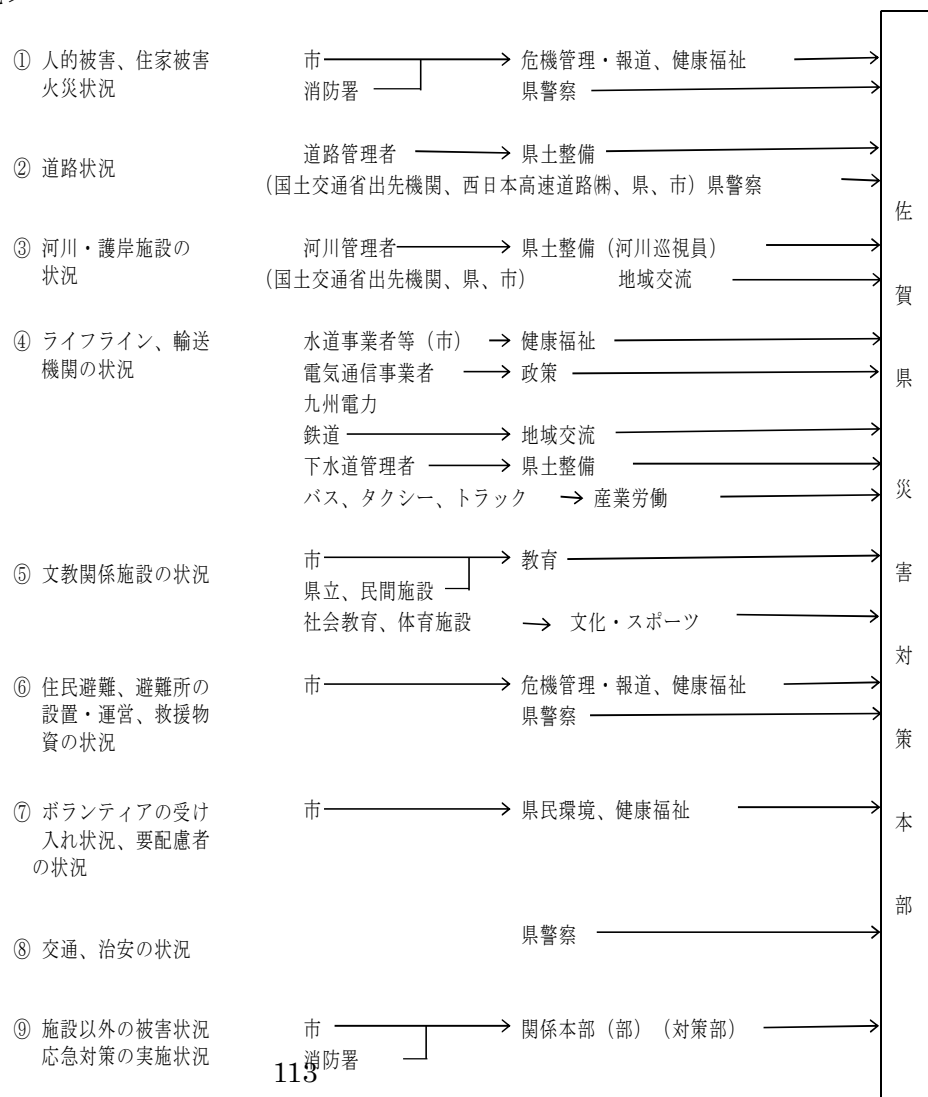 ① 人的被害、住家被害
火災状況
市
消防署
危機管理・報道、健康福祉
県警察
② 道路状況
道路管理者
県土整備
(国土交通省出先機関、西日本高速道路㈱、県、市)県警察
③ 河川・護岸施設の
状況
河川管理者
県土整備(河川巡視員)
(国土交通省出先機関、県、市)
地域交流
④ ライフライン、輸送
機関の状況
水道事業者等(市)
健康福祉
電気通信事業者
政策
九州電力
鉄道
地域交流
下水道管理者
県土整備
バス、タクシー、トラック
産業労働
⑤ 文教関係施設の状況
市
教育
県立、民間施設
社会教育、体育施設
文化・スポーツ
⑥ 住民避難、避難所の
設置・運営、救援物
資の状況
市
危機管理・報道、健康福祉
県警察
⑦ ボランティアの受け
入れ状況、要配慮者
の状況
市
県民環境、健康福祉
⑧ 交通、治安の状況
県警察
⑨ 施設以外の被害状況
応急対策の実施状況
市
消防署
関係本部(部)(対策部)
佐賀県災害対策本部
113